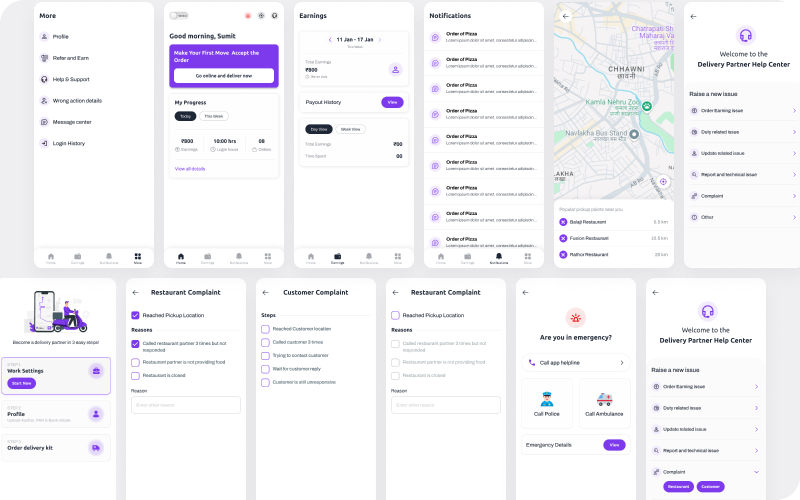 More
Profile
Refer and Earn
Help & Support
Wrong action details
Message center
Login History
Home
Earnings
Notifications
More
Good morning, Sumit
Make Your First Move Accept the
Order
Go online and deliver now
My Progress
Today
This Week
₹800
10:00 hrs
08
Earnings
Login hours
Orders
View all details
Home
Earnings
Notifications
More
Earnings
11 Jan - 17 Jan
This Week
Total Earning
₹800
Payout History
View
Day View
Week View
Total Earning
₹00
Time Spent
00
Home
Earnings
Notifications
More
Notifications
Order of Pizza
Lorem ipsum dolor sit amet, consectetur adipiscin...
Order of Pizza
Lorem ipsum dolor sit amet, consectetur adipiscin...
Order of Pizza
Lorem ipsum dolor sit amet, consectetur adipiscin...
Order of Pizza
Lorem ipsum dolor sit amet, consectetur adipiscin...
Order of Pizza
Lorem ipsum dolor sit amet, consectetur adipiscin...
Order of Pizza
Lorem ipsum dolor sit amet, consectetur adipiscin...
Order of Pizza
Lorem ipsum dolor sit amet, consectetur adipiscin...
Order of Pizza
Lorem ipsum dolor sit amet, consectetur adipiscin...
Order of Pizza
Lorem ipsum dolor sit amet, consectetur adipiscin...
Home
Earnings
Notifications
More
Chatrapati Sh
Maharaj Va
CHHAWNI
छावनी
Kamla Nehru Zoo
Navlakha Bus Stand
LAKHA
Popular pickup points near you
Balaji Restaurant
5.5 km
Fusion Restaurant
Rathor Restaurant
Welcome to the
Delivery Partner Help Center
Raise a new issue
Order Earning issue
Duty related issue
Update related issue
Report and technical issue
Complaint
Other
Become a delivery partner in 3 easy steps!
STEP 1
Work Settings
Start Now
STEP 2
Profile
STEP 3
Order delivery kit
Restaurant Complaint
Reached Pickup Location
Reasons
Called restaurant partner 3 times but not
responded
Restaurant partner is not providing food
Restaurant is closed
Reason
Enter other reason
Customer Complaint
Steps
Reached Customer location
Called customer 3 times
Trying to contact customer
Wait for customer reply
Customer is still unresponsive
Restaurant Complaint
Reached Pickup Location
Reasons
Called restaurant partner 3 times but not
responded
Restaurant partner is not providing food
Restaurant is closed
Reason
Enter other reason
Are you in emergency?
Call app helpline
Call Police
Call Ambulance
Emergency Details
View
Welcome to the
Delivery Partner Help Center
Raise a new issue
Order Earning issue
Duty related issue
Update related issue
Report and technical issue
Complaint
Restaurant
Customer